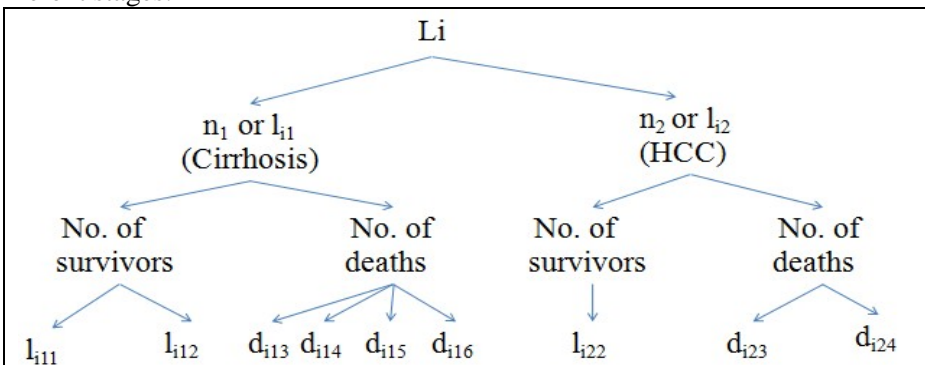 Li
n₁ or lᵢ₁
(Cirrhosis)
n₂ or lᵢ₂
(HCC)
No. of
survivors
No. of
deaths
No. of
survivors
No. of
deaths
lᵢ₁₁
lᵢ₁₂
dᵢ₁₃
dᵢ₁₄
dᵢ₁₅
dᵢ₁₆
lᵢ₂₂
dᵢ₂₃
dᵢ₂₄